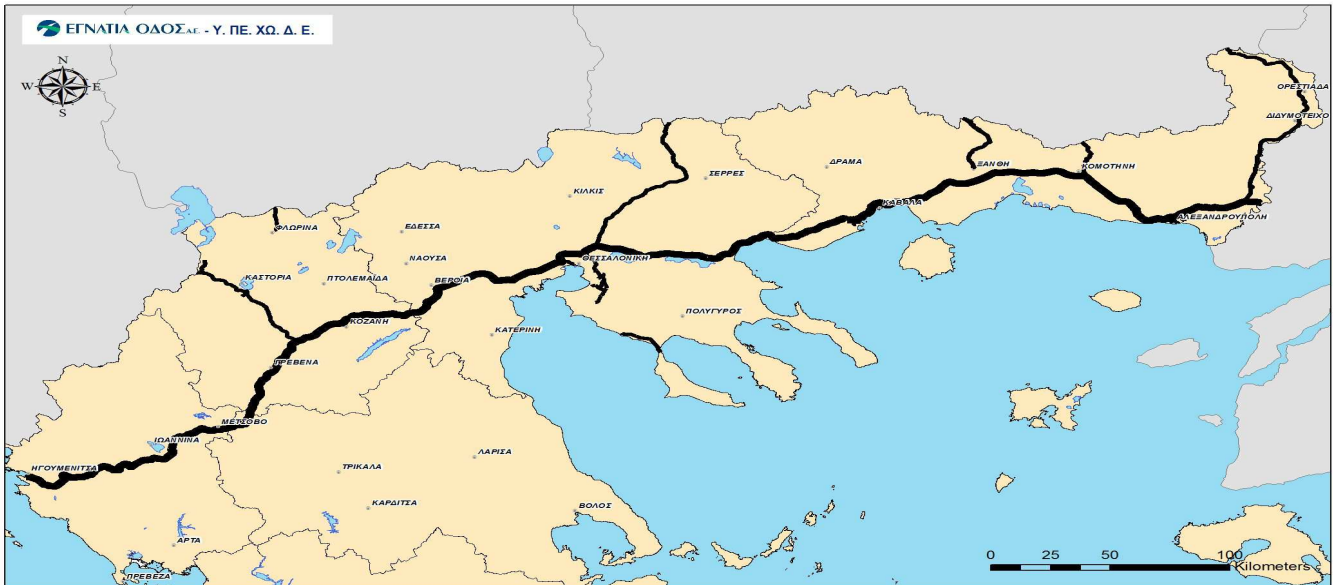 ΕΓΝΑΤΙΑ ΟΔΟΣ Α.Ε. - Υ. ΠΕ. ΧΩ. Δ. Ε.
N
W E
S
ΟΡΕΣΤΙΑΔΑ
ΔΙΔΥΜΟΤΕΙΧΟ
ΔΡΑΜΑ
ΞΑΝΘΗ
ΚΟΜΟΤΗΝΗ
ΣΕΡΡΕΣ
ΚΙΛΚΙΣ
ΚΑΒΑΛΑ
ΑΛΕΞΑΝΔΡΟΥΠΟΛΗ
ΦΛΩΡΙΝΑ
ΕΔΕΣΣΑ
ΝΑΟΥΣΑ
ΘΕΣΣΑΛΟΝΙΚΗ
ΚΑΣΤΟΡΙΑ
ΠΤΟΛΕΜΑΪΔΑ
ΒΕΡΟΙΑ
ΠΟΛΥΓΥΡΟΣ
ΚΟΖΑΝΗ
ΚΑΤΕΡΙΝΗ
ΓΡΕΒΕΝΑ
ΜΕΤΣΟΒΟ
ΙΩΑΝΝΙΝΑ
ΗΓΟΥΜΕΝΙΤΣΑ
ΤΡΙΚΑΛΑ
ΛΑΡΙΣΑ
ΚΑΡΔΙΤΣΑ
ΒΟΛΟΣ
ΑΡΤΑ
ΠΡΕΒΕΖΑ
0 25 50 100
Kilometers